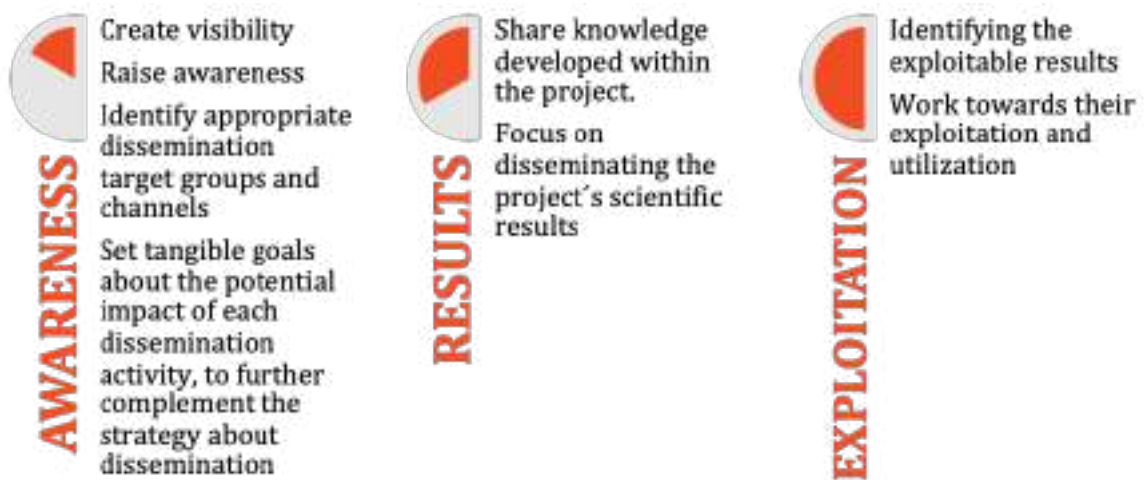 AWARENESS
Create visibility
Raise awareness
Identify appropriate
dissemination
target groups and
channels
Set tangible goals
about the potential
impact of each
dissemination
activity, to further
complement the
strategy about
dissemination
RESULTS
Share knowledge
developed within
the project.
Focus on
disseminating the
project´s scientific
results
EXPLOITATION
Identifying the
exploitable results
Work towards their
exploitation and
utilization